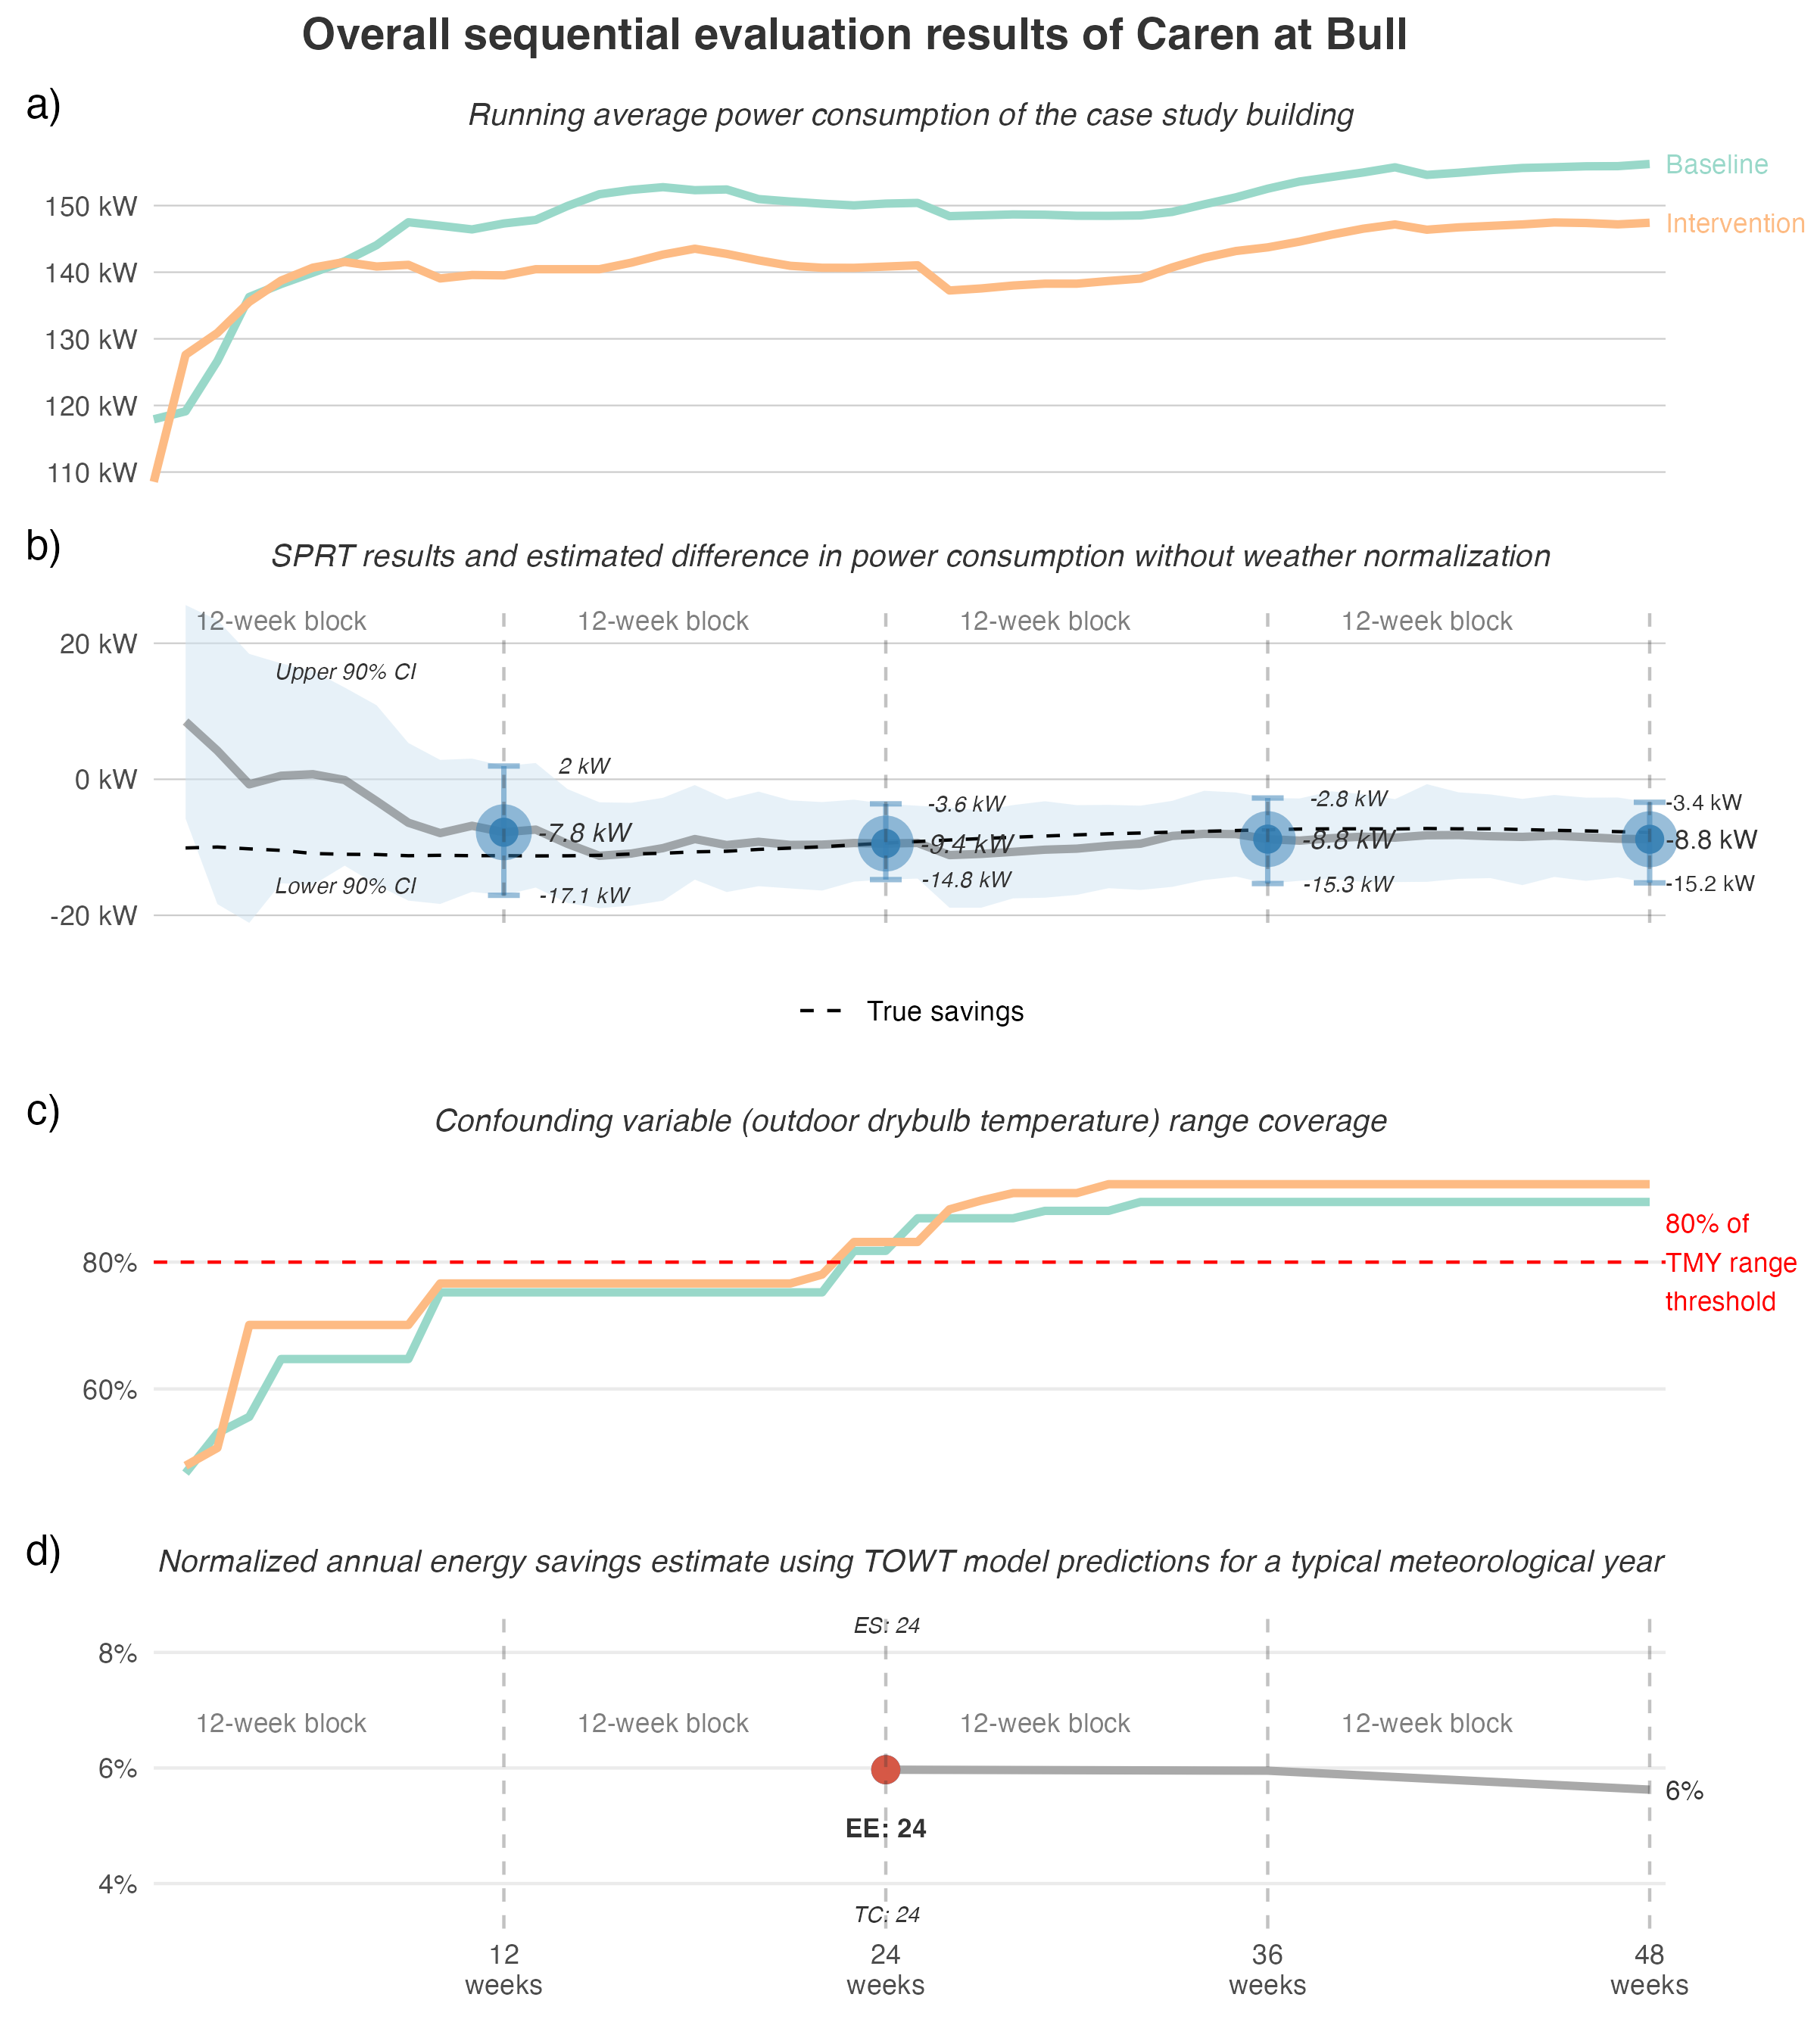 Overall sequential evaluation results of Caren at Bull
a)
Running average power consumption of the case study building
Baseline
150 kW
Intervention
140 kW
130 kW
120 kW
110 kW
b)
SPRT results and estimated difference in power consumption without weather normalization
12-week block
12-week block
12-week block
12-week block
20 kW
Upper 90% CI
2 kW
0 kW
-3.6 kW
-2.8 kW
-3.4 kW
-7.8 kW
-9.4 kW
-8.8 kW
-8.8 kW
Lower 90% CI
-17.1 kW
-14.8 kW
-15.3 kW
-15.2 kW
-20 kW
True savings
c)
Confounding variable (outdoor drybulb temperature) range coverage
80% of
TMY range
threshold
80%
60%
d)
Normalized annual energy savings estimate using TOWT model predictions for a typical meteorological year
ES: 24
8%
12-week block
12-week block
12-week block
12-week block
6%
6%
EE: 24
4%
TC: 24
12
weeks
24
weeks
36
weeks
48
weeks